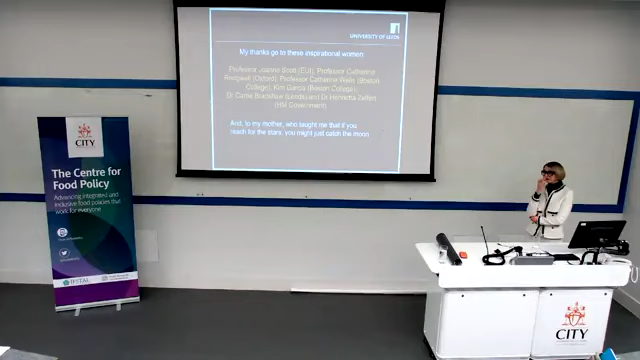 UNIVERSITY OF LEEDS
My thanks go to these inspirational women
Professor Joanne Scott (EUI), Professor Catherine
Redgwell (Oxford), Professor Catharine Wells (Boston
College), Kim Garcia (Boston College),
Dr Carrie Bradshaw (Leeds) and Dr Henrietta Zeffert
(HM Government)
And, to my mother, who taught me that if you
reach for the stars, you might just catch the moon
CITY
The Centre for
Food Policy
Advancing integrated and
inclusive food policies that
work for everyone
CITY